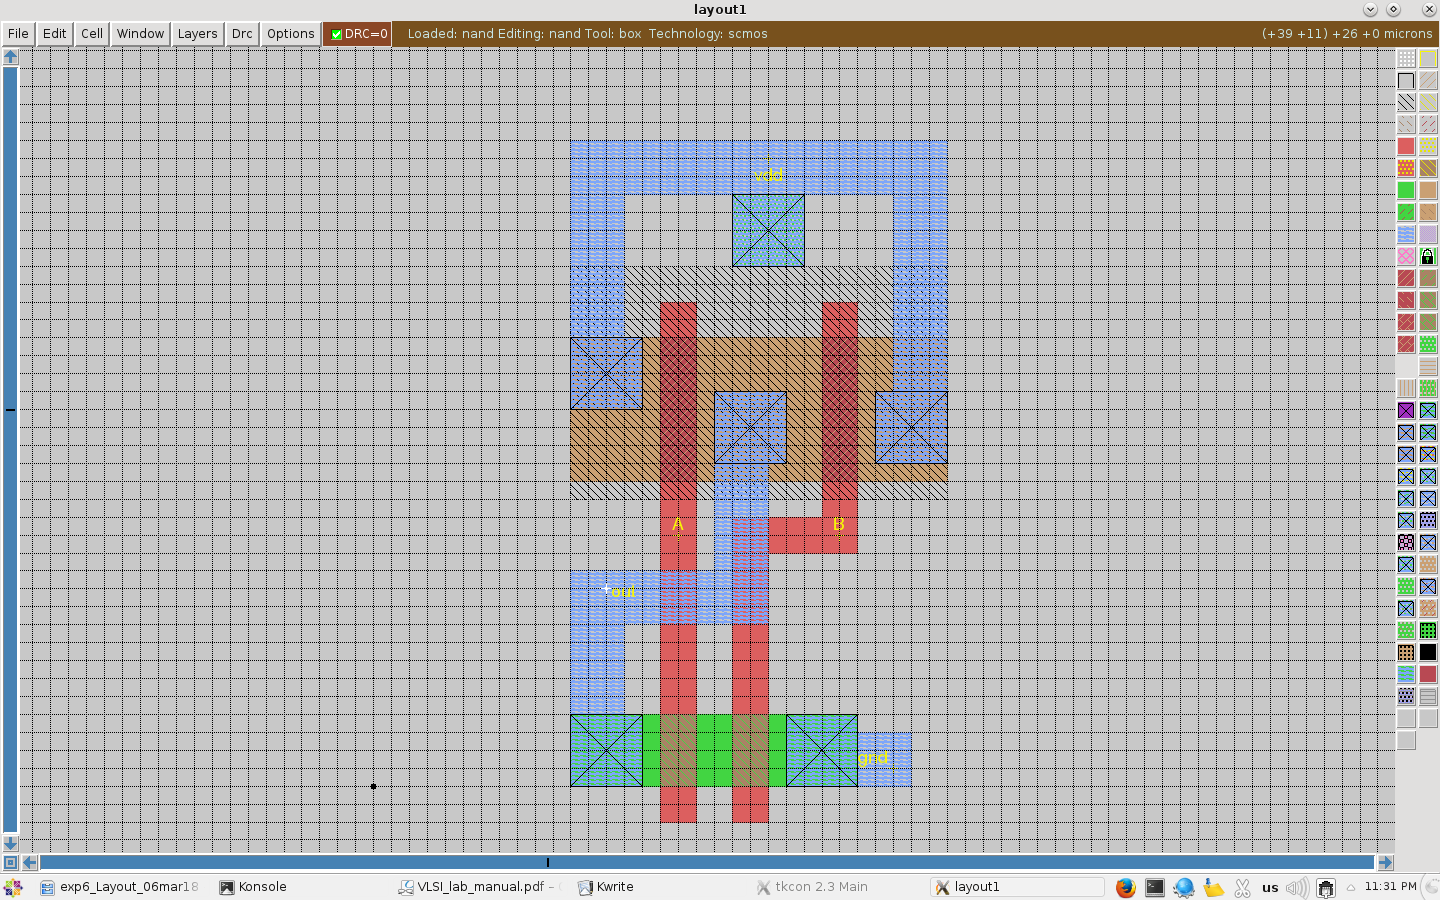 layout1
File Edit Cell Window Layers Drc Options DRC=0 Loaded: nand Editing: nand Tool: box Technology: scmos (+39 +11) +26 +0 microns
vdd
A B
out
gnd
exp6_Layout_06mar18 Konsole VLSI_lab_manual.pdf – Kwrite tkcon 2.3 Main layout1 us 11:31 PM